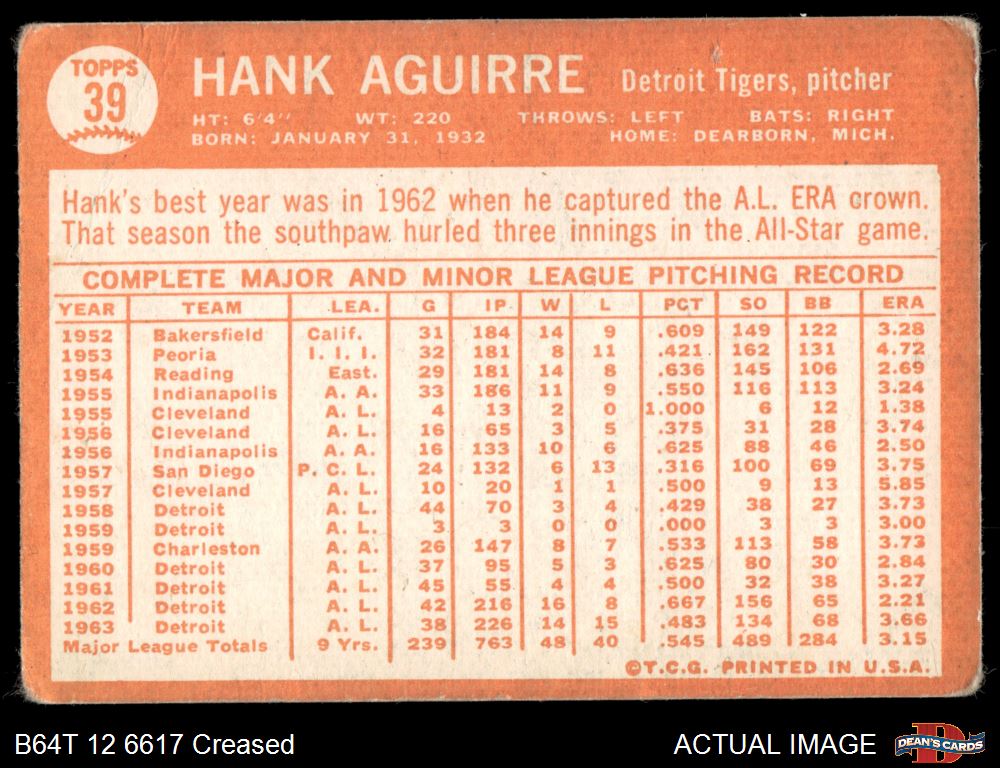 TOPPS
39
HANK AGUIRRE Detroit Tigers, pitcher
HT: 6'4'' WT: 220 THROWS: LEFT BATS: RIGHT
BORN: JANUARY 31, 1932 HOME: DEARBORN, MICH.
Hank's best year was in 1962 when he captured the A.L. ERA crown.
That season the southpaw hurled three innings in the All-Star game.
COMPLETE MAJOR AND MINOR LEAGUE PITCHING RECORD
YEAR TEAM LEA. G IP W L PCT SO BB ERA
1952 Bakersfield Calif. 31 184 14 9 .609 149 122 3.28
1953 Peoria I. I. I. 32 181 8 11 .421 162 131 4.72
1954 Reading East. 29 181 14 8 .636 145 106 2.69
1955 Indianapolis A. A. 33 186 11 9 .550 116 113 3.24
1955 Cleveland A. L. 4 13 2 0 1.000 6 12 1.38
1956 Cleveland A. L. 16 65 3 5 .375 31 28 3.74
1956 Indianapolis A. A. 16 133 10 6 .625 88 46 2.50
1957 San Diego P. C. L. 24 132 6 13 .316 100 69 3.75
1957 Cleveland A. L. 10 20 1 1 .500 9 13 5.85
1958 Detroit A. L. 44 70 3 4 .429 38 27 3.73
1959 Detroit A. L. 3 3 0 0 .000 3 3 3.00
1959 Charleston A. A. 26 147 8 7 .533 113 58 3.73
1960 Detroit A. L. 37 95 5 3 .625 80 30 2.84
1961 Detroit A. L. 45 55 4 4 .500 32 38 3.27
1962 Detroit A. L. 42 216 16 8 .667 156 65 2.21
1963 Detroit A. L. 38 226 14 15 .483 134 68 3.66
Major League Totals 9 Yrs. 239 763 48 40 .545 489 284 3.15
©T.C.G. PRINTED IN U.S.A.
B64T 12 6617 Creased ACTUAL IMAGE
DEAN'S CARDS